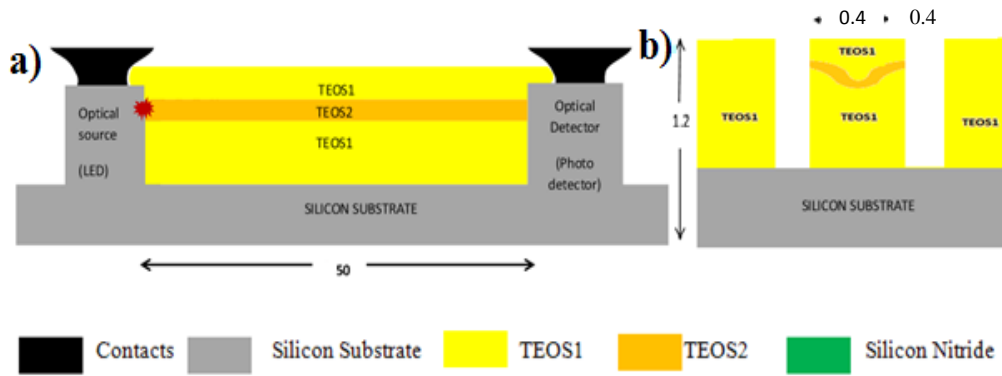 a)
TEOS1
TEOS2
TEOS1
Optical
source
(LED)
Optical
Detector
(Photo
detector)
SILICON SUBSTRATE
50
b)
0.4 0.4
1.2
TEOS1
TEOS1
TEOS1
TEOS1
SILICON SUBSTRATE
Contacts
Silicon Substrate
TEOS1
TEOS2
Silicon Nitride